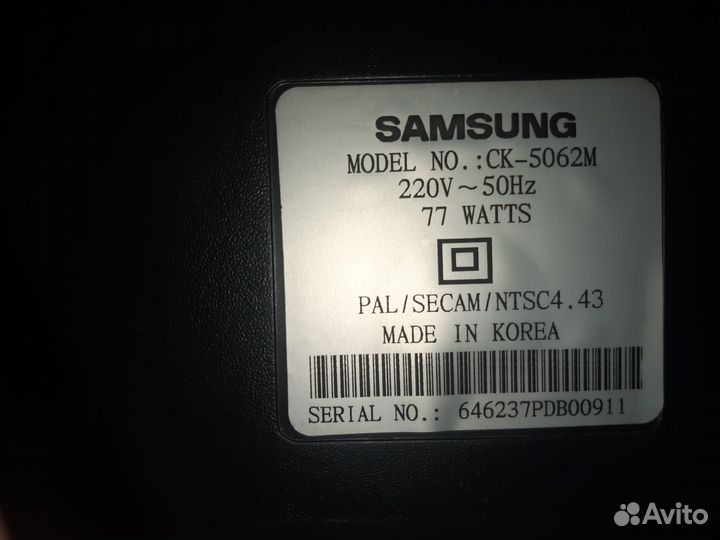 SAMSUNG
MODEL NO.:CK-5062M
220V~50Hz
77 WATTS
PAL/SECAM/NTSC4.43
MADE IN KOREA
SERIAL NO.: 646237PDB00911
Avito